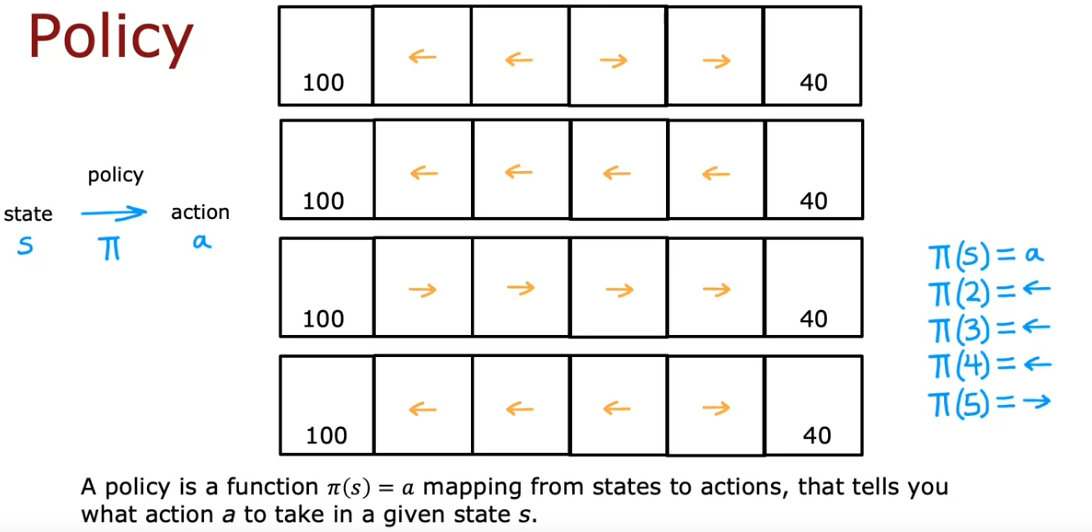 Policy
100 ← ← → → 40
100 ← ← ← ← 40
policy
state → action
s π a
100 → → → → 40
100 ← ← ← → 40
π(s) = a
π(2) = ←
π(3) = ←
π(4) = ←
π(5) = →
A policy is a function π(s) = a mapping from states to actions, that tells you
what action a to take in a given state s.